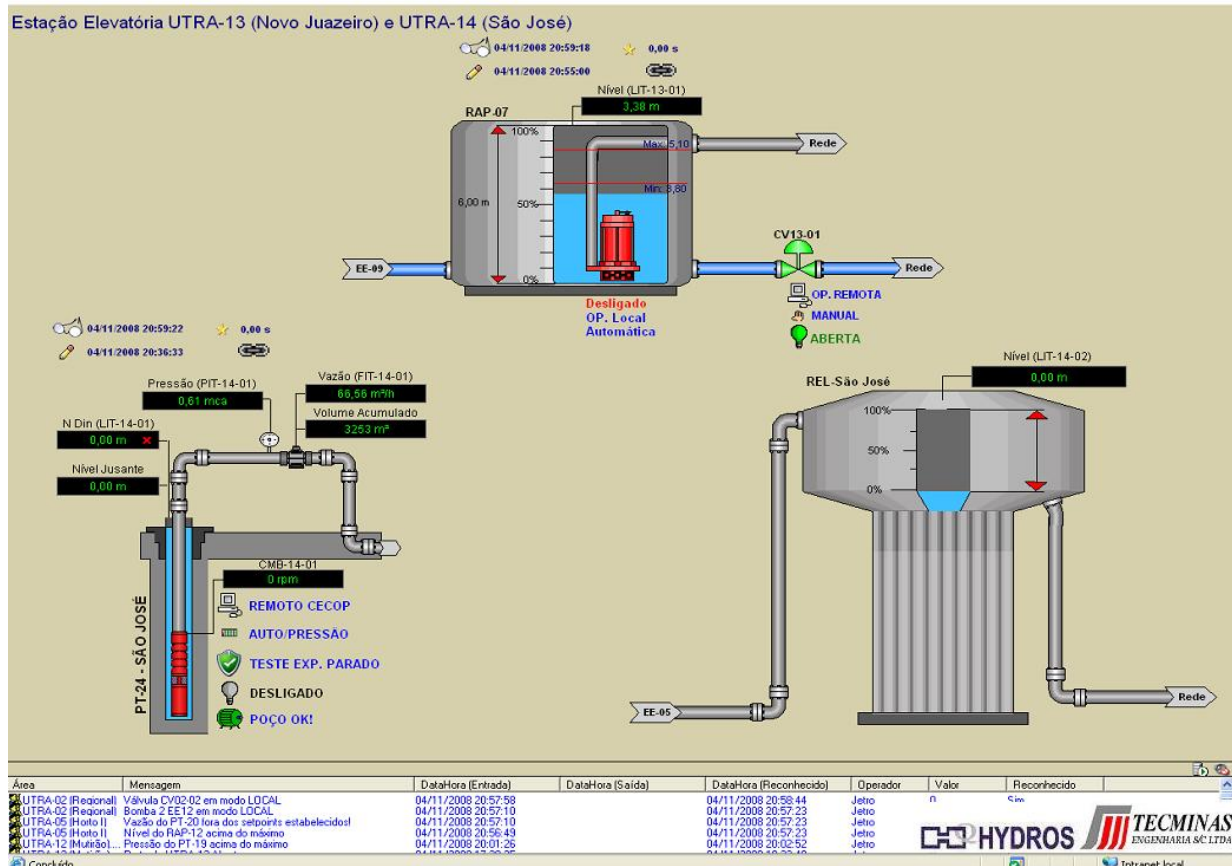 Estação Elevatória UTRA-13 (Novo Juazeiro) e UTRA-14 (São José)
04/11/2008 20:59:18 0,00 s
04/11/2008 20:55:00
Nível (LIT-13-01)
3,38 m
RAP-07
100%
Máx: 5,10
Rede
6,00 m
50%
Min: 3,80
CV13-01
EE-09
0%
Rede
Desligado
OP. Local
Automática
OP. REMOTA
MANUAL
ABERTA
04/11/2008 20:59:22 0,00 s
04/11/2008 20:36:33
Pressão (PIT-14-01)
0,61 mca
Vazão (FIT-14-01)
66,56 m³/h
Volume Acumulado
3253 m³
N Din (LIT-14-01)
0,00 m
Nível Jusante
0,00 m
CMB-14-01
0 rpm
REMOTO CECOP
AUTO/PRESSÃO
TESTE EXP. PARADO
DESLIGADO
POÇO OK!
PT-24 - SÃO JOSÉ
Nível (LIT-14-02)
0,00 m
REL-São José
100%
50%
0%
EE-05
Rede
Área Mensagem DataHora (Entrada) DataHora (Saída) DataHora (Reconhecido) Operador Valor Reconhecido
UTRA-02 (Regional) Válvula CV02-02 em modo LOCAL 04/11/2008 20:57:58 04/11/2008 20:58:44 Jetro 0 Sim
UTRA-02 (Regional) Bomba 2 EE12 em modo LOCAL 04/11/2008 20:57:10 04/11/2008 20:57:23 Jetro
UTRA-05 (Horto I) Vazão do PT-20 fora dos setpoints estabelecidos! 04/11/2008 20:57:10 04/11/2008 20:57:23 Jetro
UTRA-05 (Horto I) Nível do RAP-12 acima do máximo 04/11/2008 20:56:49 04/11/2008 20:57:23 Jetro
UTRA-12 (Mutirão)... Pressão do PT-19 acima do máximo 04/11/2008 20:01:26 04/11/2008 20:02:52 Jetro
HYDROS
TECMINAS
ENGENHARIA S/C LTDA
Concluído Intranet local